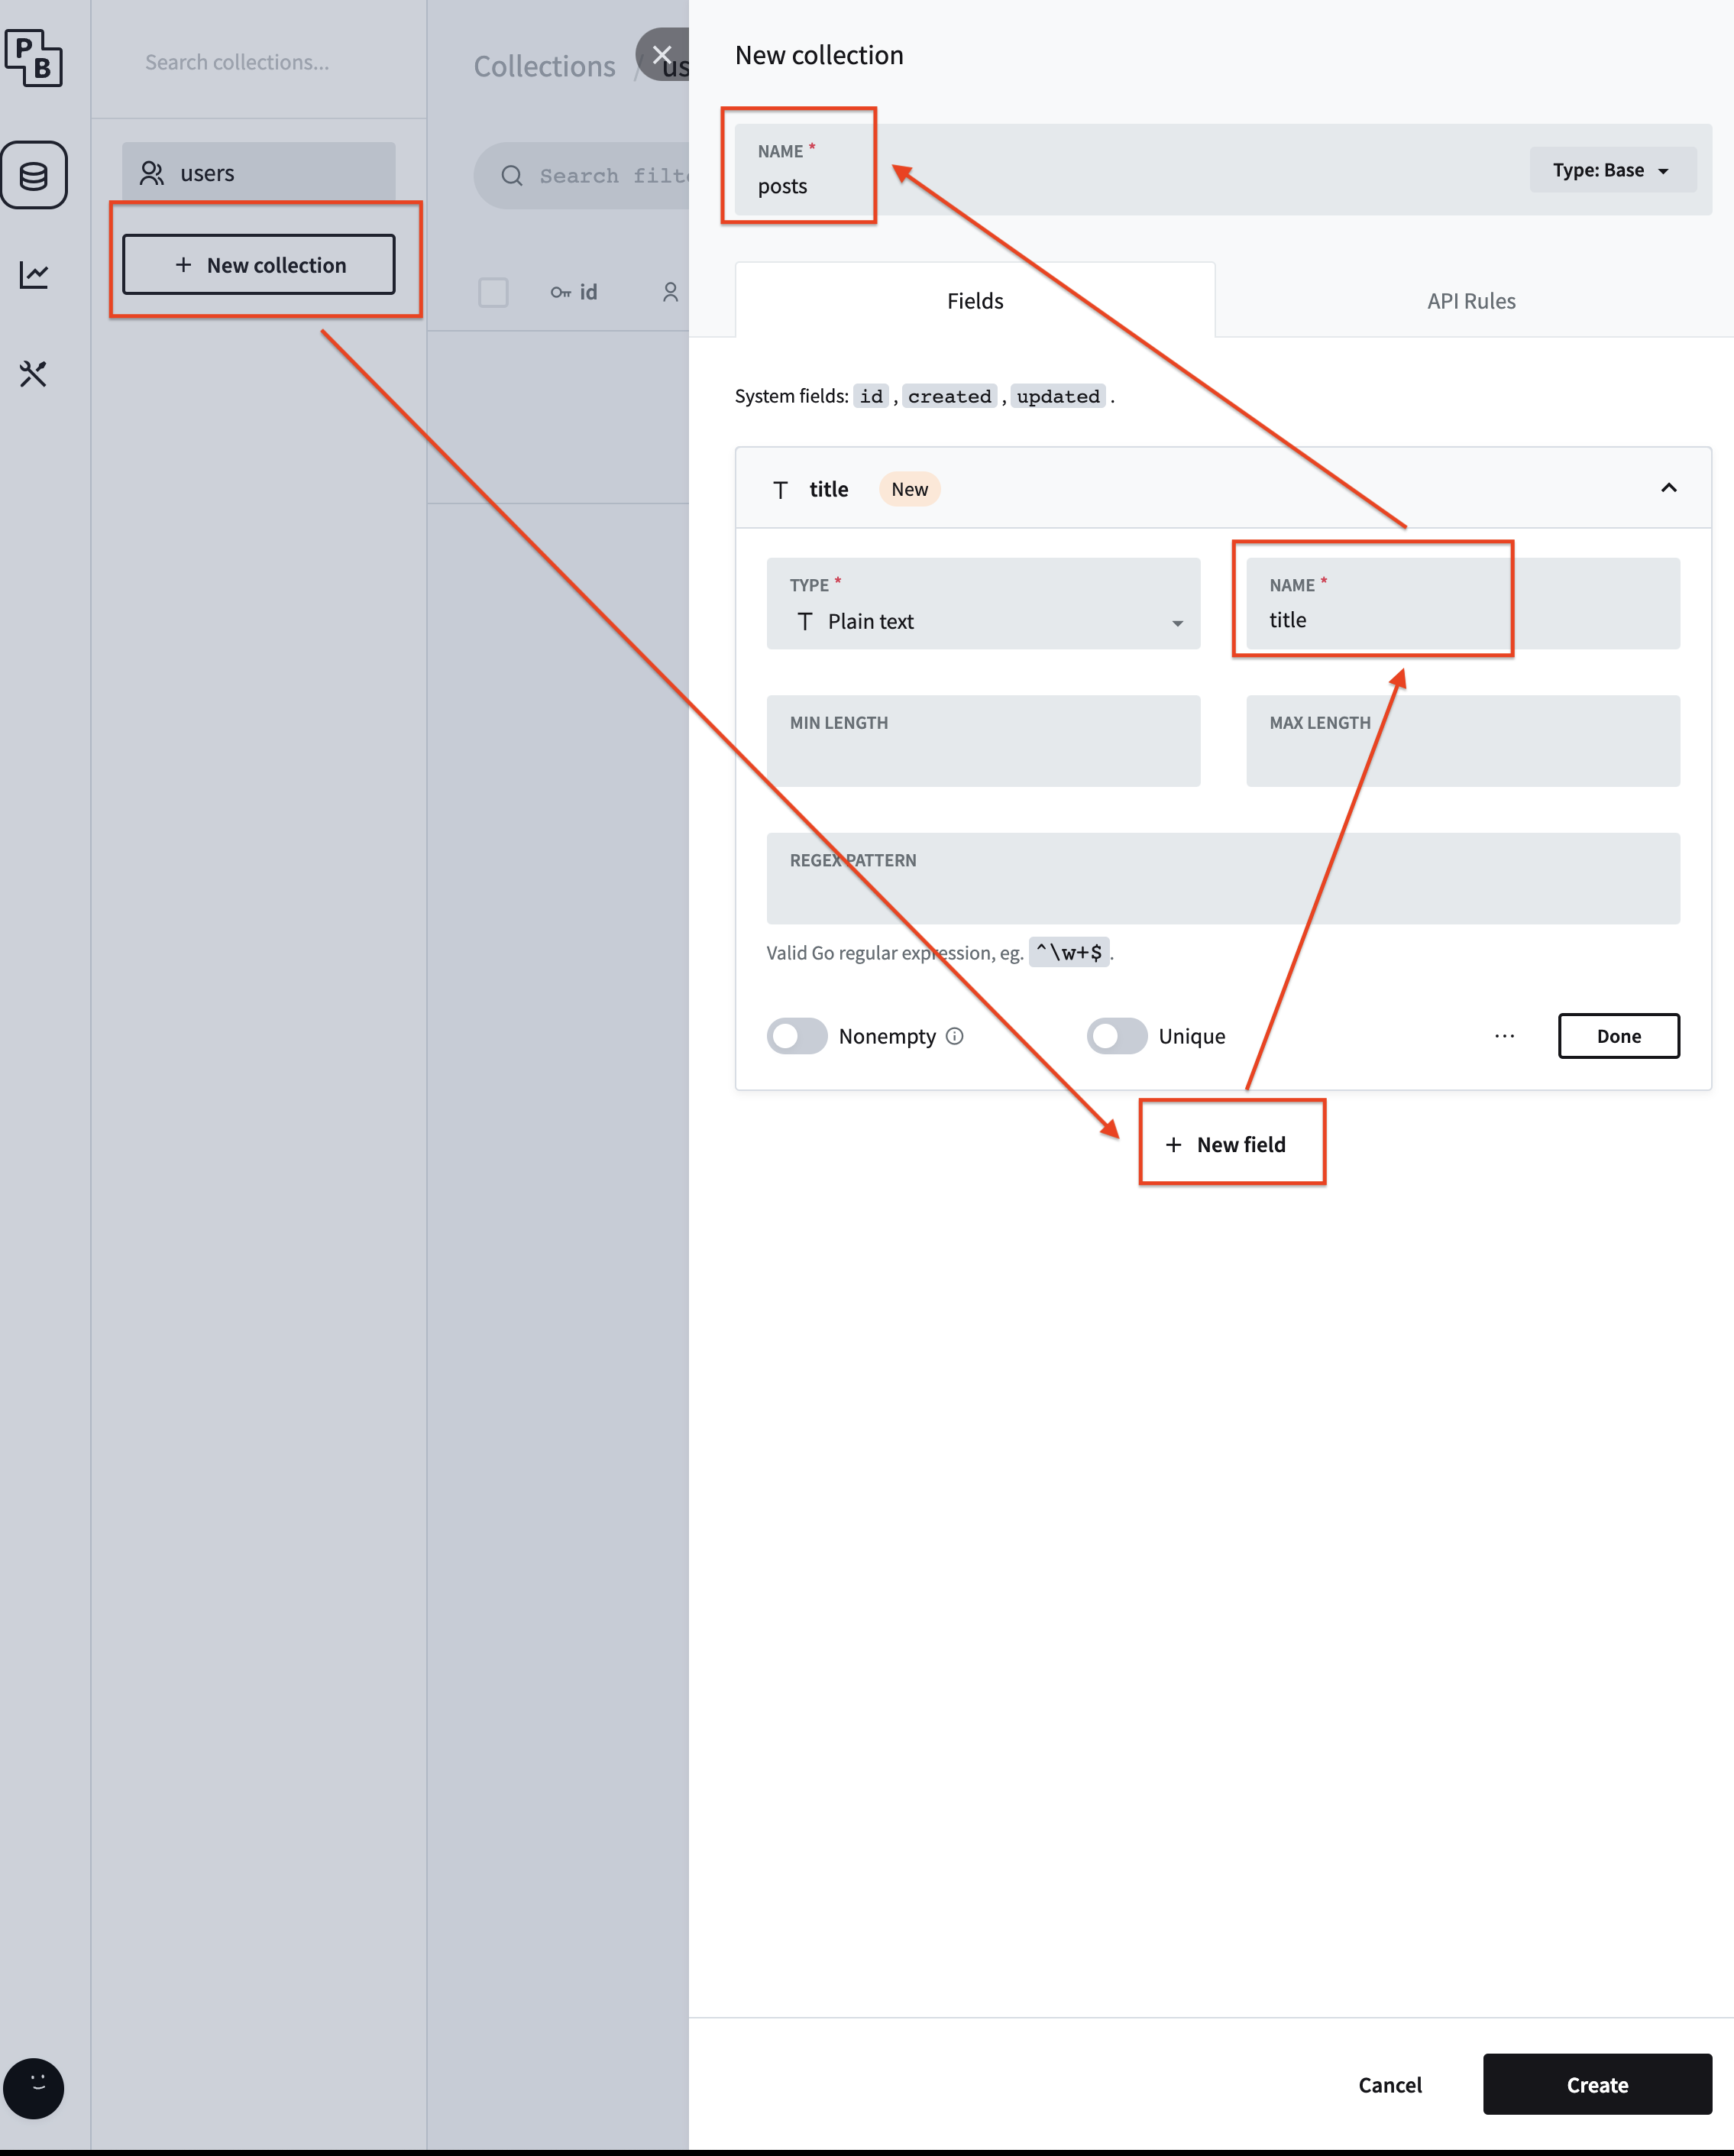 P
B
Search collections...
users
+ New collection
Collections / us
Search filt
id
New collection
NAME *
posts
Type: Base
Fields
API Rules
System fields: id , created , updated .
title New
TYPE *
Plain text
NAME *
title
MIN LENGTH
MAX LENGTH
REGEX PATTERN
Valid Go regular expression, eg. ^\w+$.
Nonempty
Unique
...
Done
+ New field
Cancel
Create